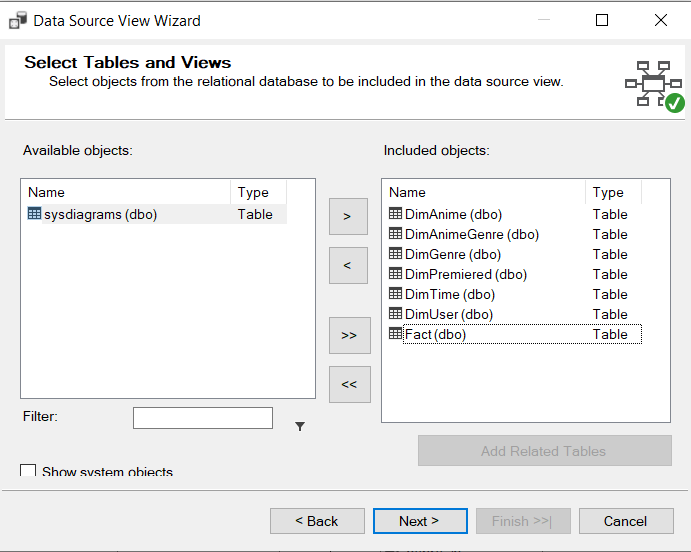 Data Source View Wizard
Select Tables and Views
Select objects from the relational database to be included in the data source view.
Available objects:
Name Type
sysdiagrams (dbo) Table
>
<
>>
<<
Included objects:
Name Type
DimAnime (dbo) Table
DimAnimeGenre (dbo) Table
DimGenre (dbo) Table
DimPremiered (dbo) Table
DimTime (dbo) Table
DimUser (dbo) Table
Fact (dbo) Table
Filter:
Add Related Tables
Show system objects
< Back Next > Finish >>| Cancel